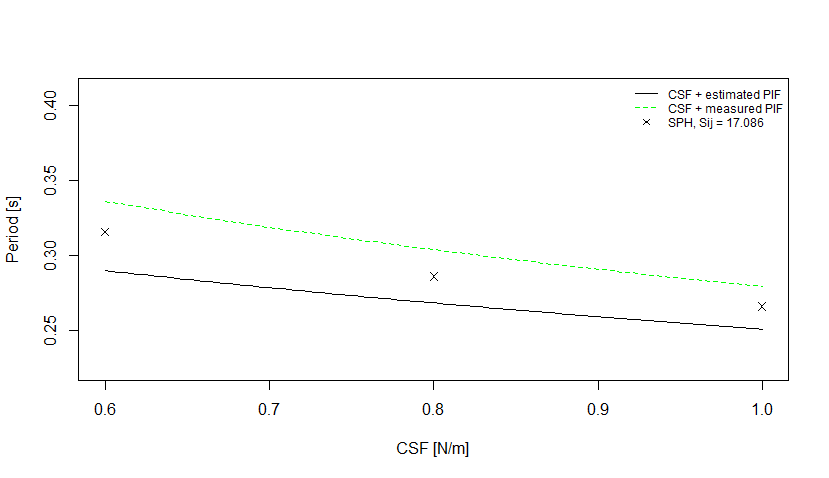 CSF + estimated PIF
CSF + measured PIF
SPH, Sij = 17.086
0.40
0.35
0.30
0.25
Period [s]
0.6 0.7 0.8 0.9 1.0
CSF [N/m]